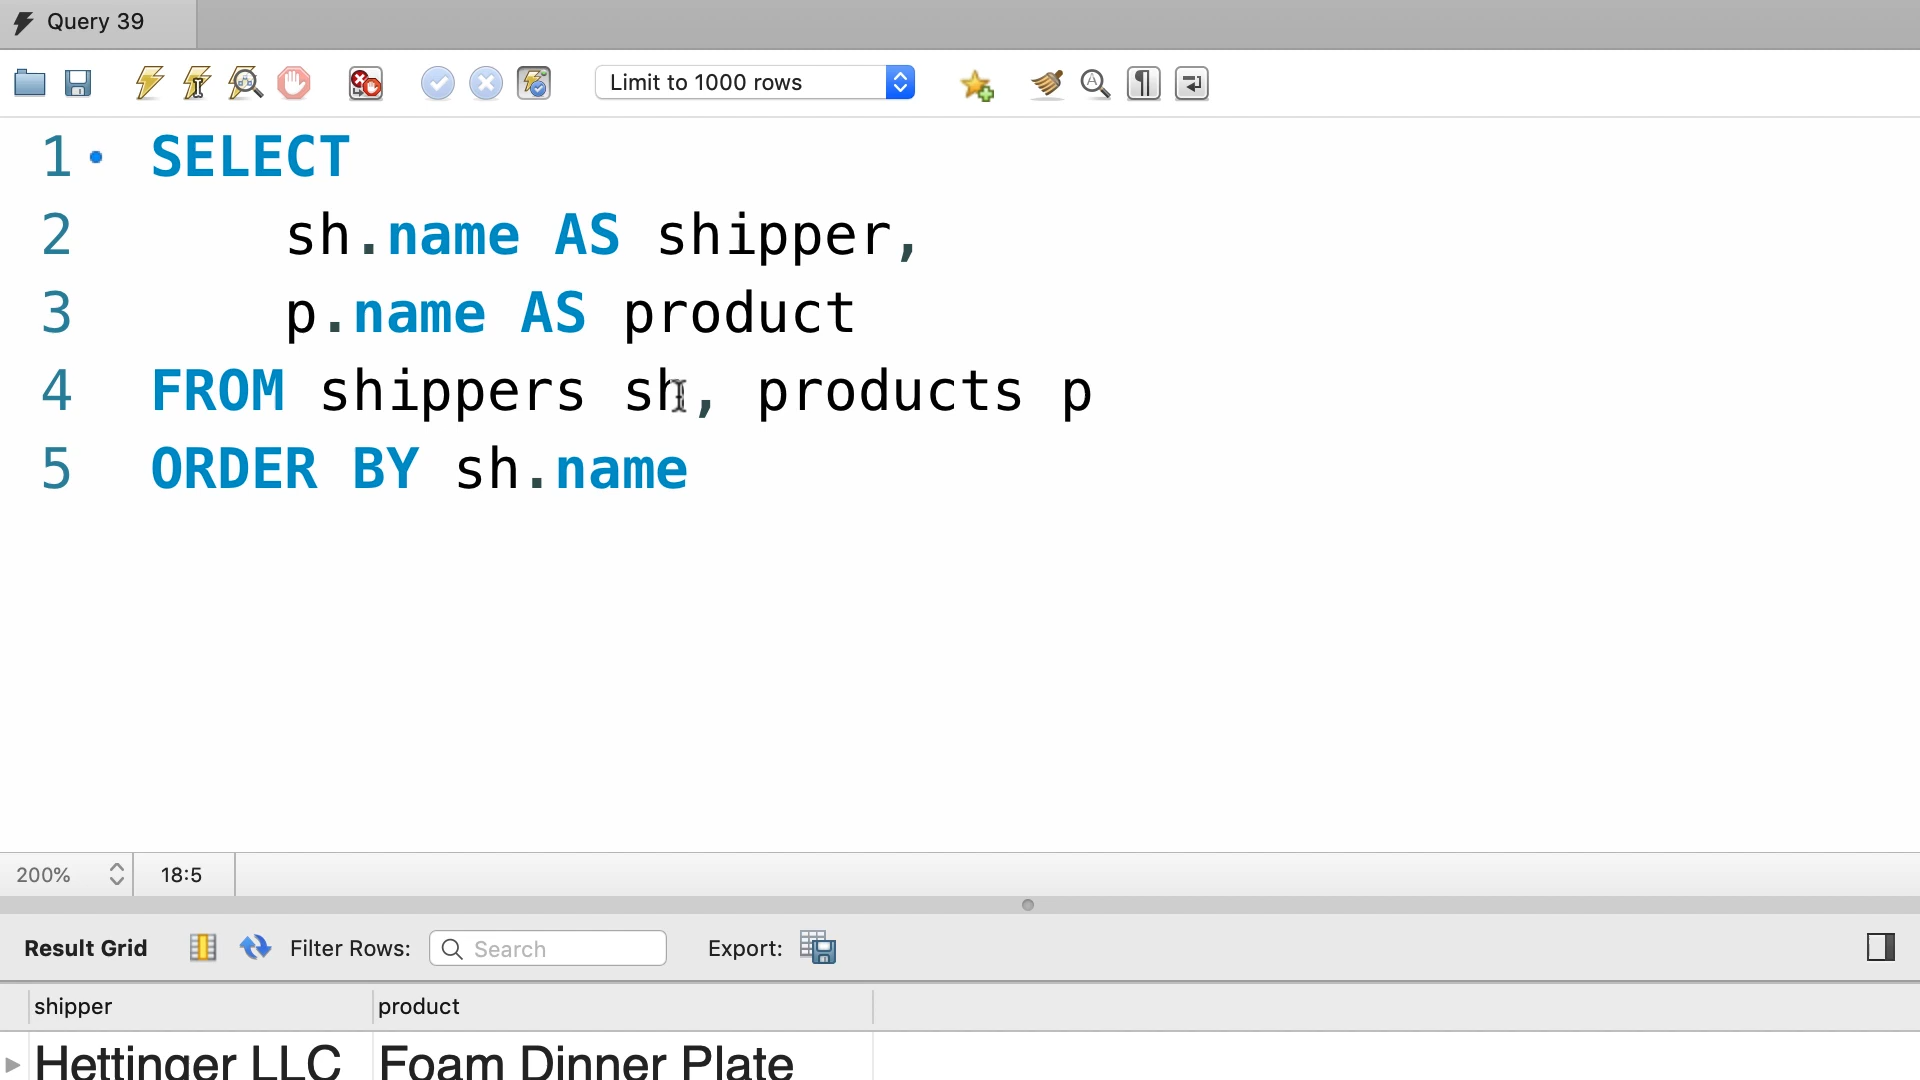 Query 39
Limit to 1000 rows
1 SELECT
2 sh.name AS shipper,
3 p.name AS product
4 FROM shippers sh, products p
5 ORDER BY sh.name
200% 18:5
Result Grid Filter Rows: Search Export:
shipper product
Hettinger LLC Foam Dinner Plate